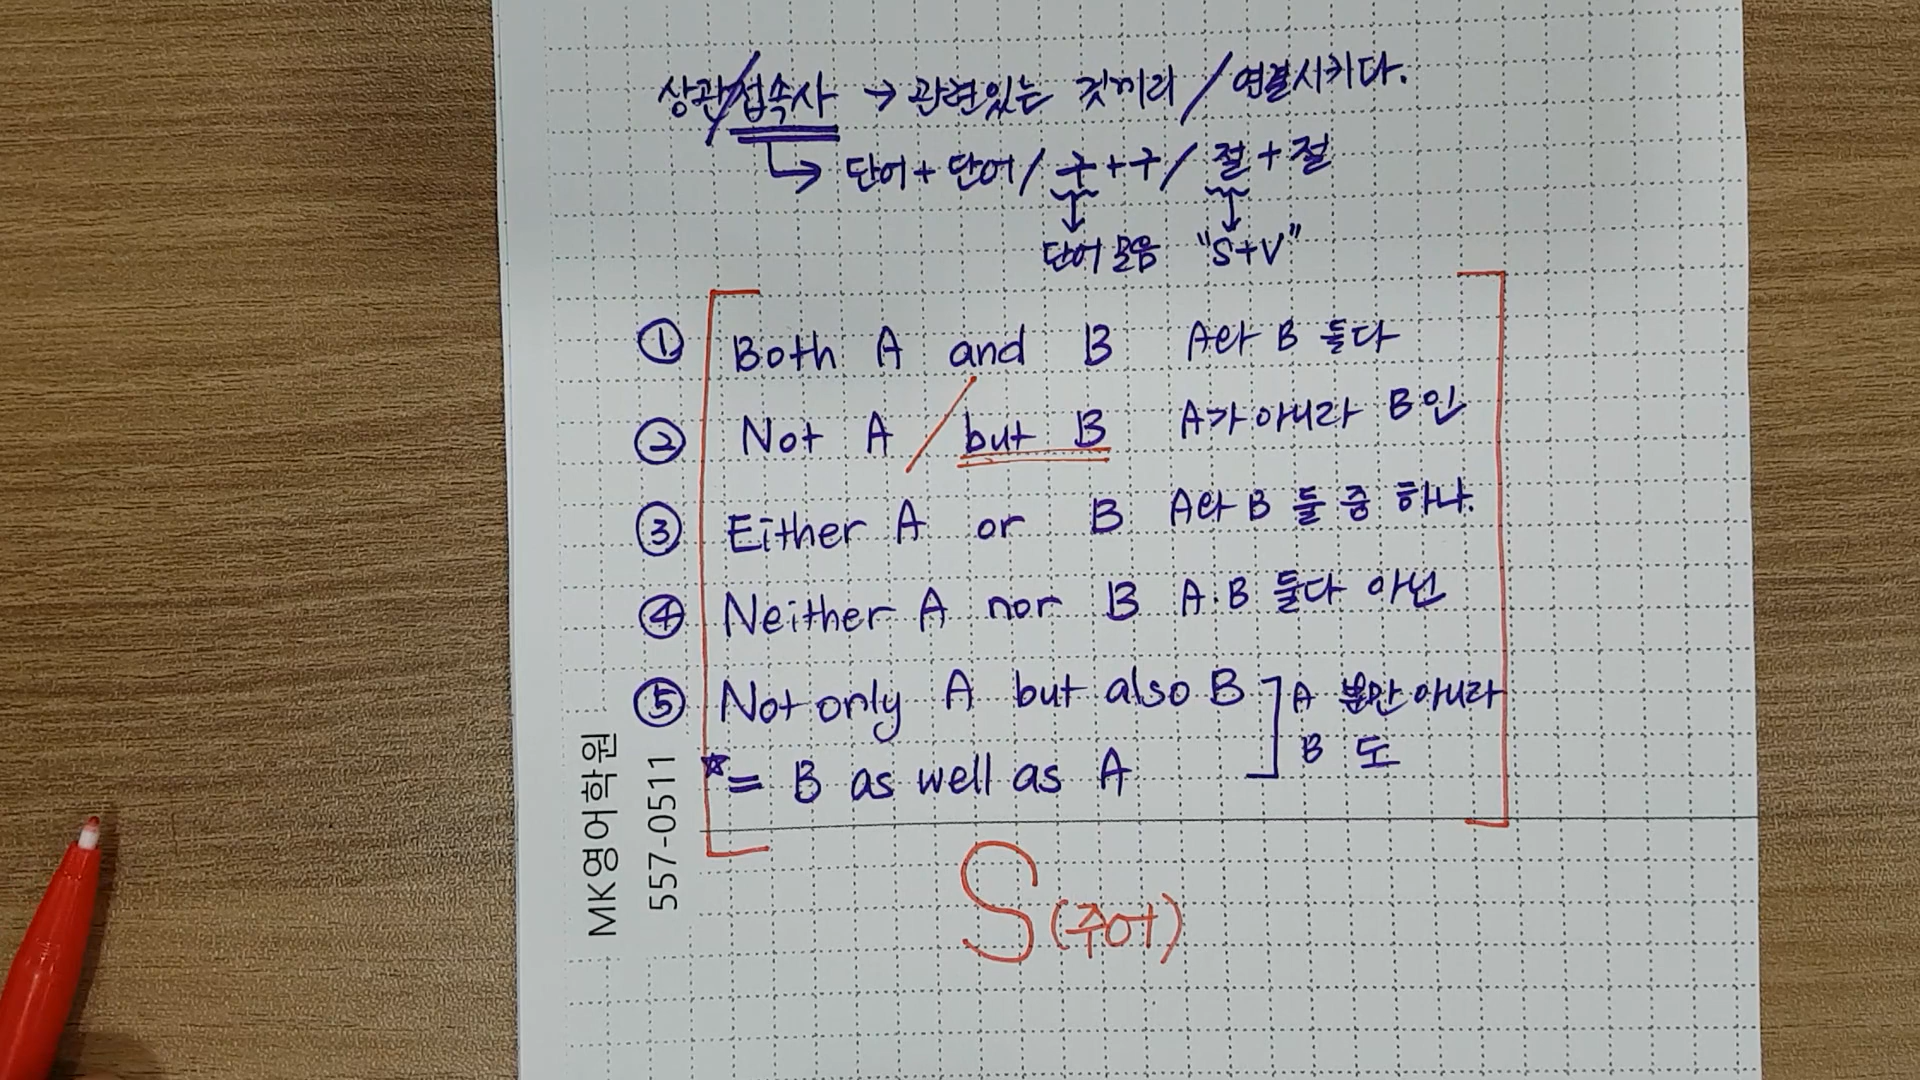 상관/접속사 → 관련있는 것끼리 / 연결시키다.
↳ 단어 + 단어 / 구 + 구 / 절 + 절
↓ ↓
단어 모음 "S+V"
① Both A and B A와 B 둘다
② Not A / but B A가 아니라 B인
③ Either A or B A와 B 둘 중 하나.
④ Neither A nor B A.B 둘다 아닌
⑤ Not only A but also B A 뿐만 아니라
☆= B as well as A B 도
S (주어)
MK영어학원
557-0511